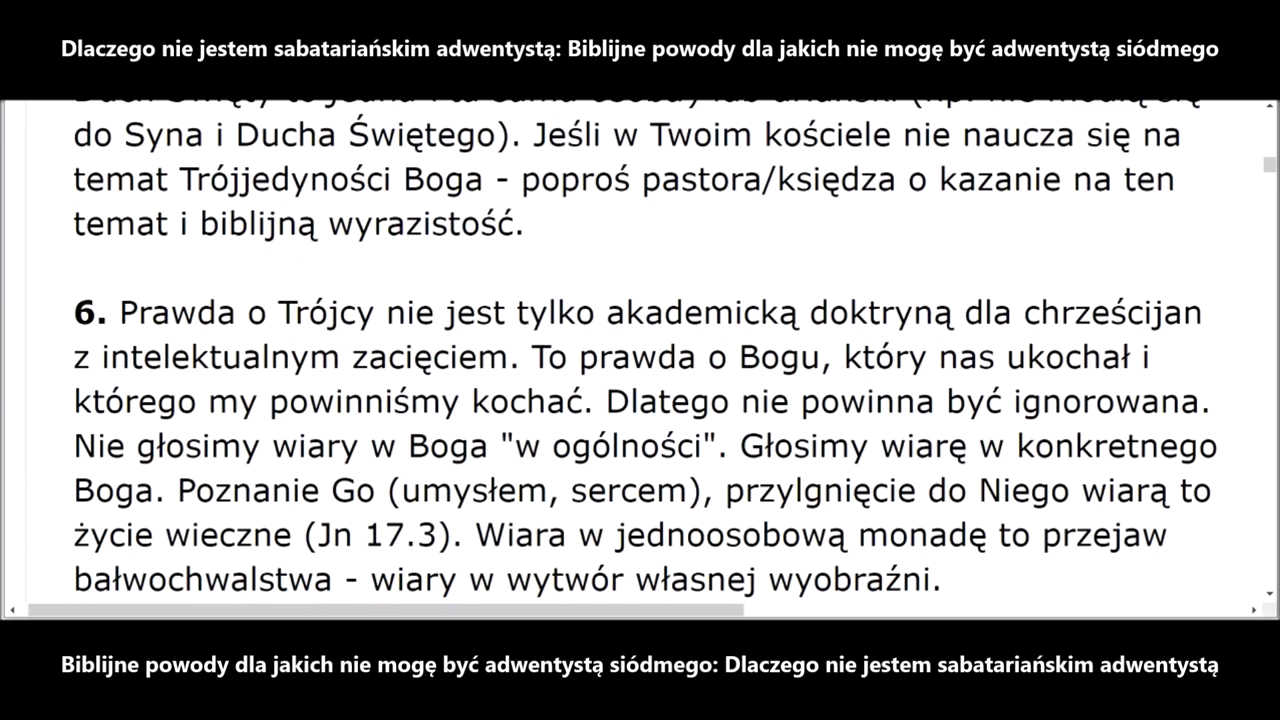 Dlaczego nie jestem sabatariańskim adwentystą: Biblijne powody dla jakich nie mogę być adwentystą siódmego
do Syna i Ducha Świętego). Jeśli w Twoim kościele nie naucza się na
temat Trójjedyności Boga - poproś pastora/księdza o kazanie na ten
temat i biblijną wyrazistość.
6. Prawda o Trójcy nie jest tylko akademicką doktryną dla chrześcijan
z intelektualnym zacięciem. To prawda o Bogu, który nas ukochał i
którego my powinniśmy kochać. Dlatego nie powinna być ignorowana.
Nie głosimy wiary w Boga "w ogólności". Głosimy wiarę w konkretnego
Boga. Poznanie Go (umysłem, sercem), przylgnięcie do Niego wiarą to
życie wieczne (Jn 17.3). Wiara w jednoosobową monadę to przejaw
bałwochwalstwa - wiary w wytwór własnej wyobraźni.
Biblijne powody dla jakich nie mogę być adwentystą siódmego: Dlaczego nie jestem sabatariańskim adwentystą